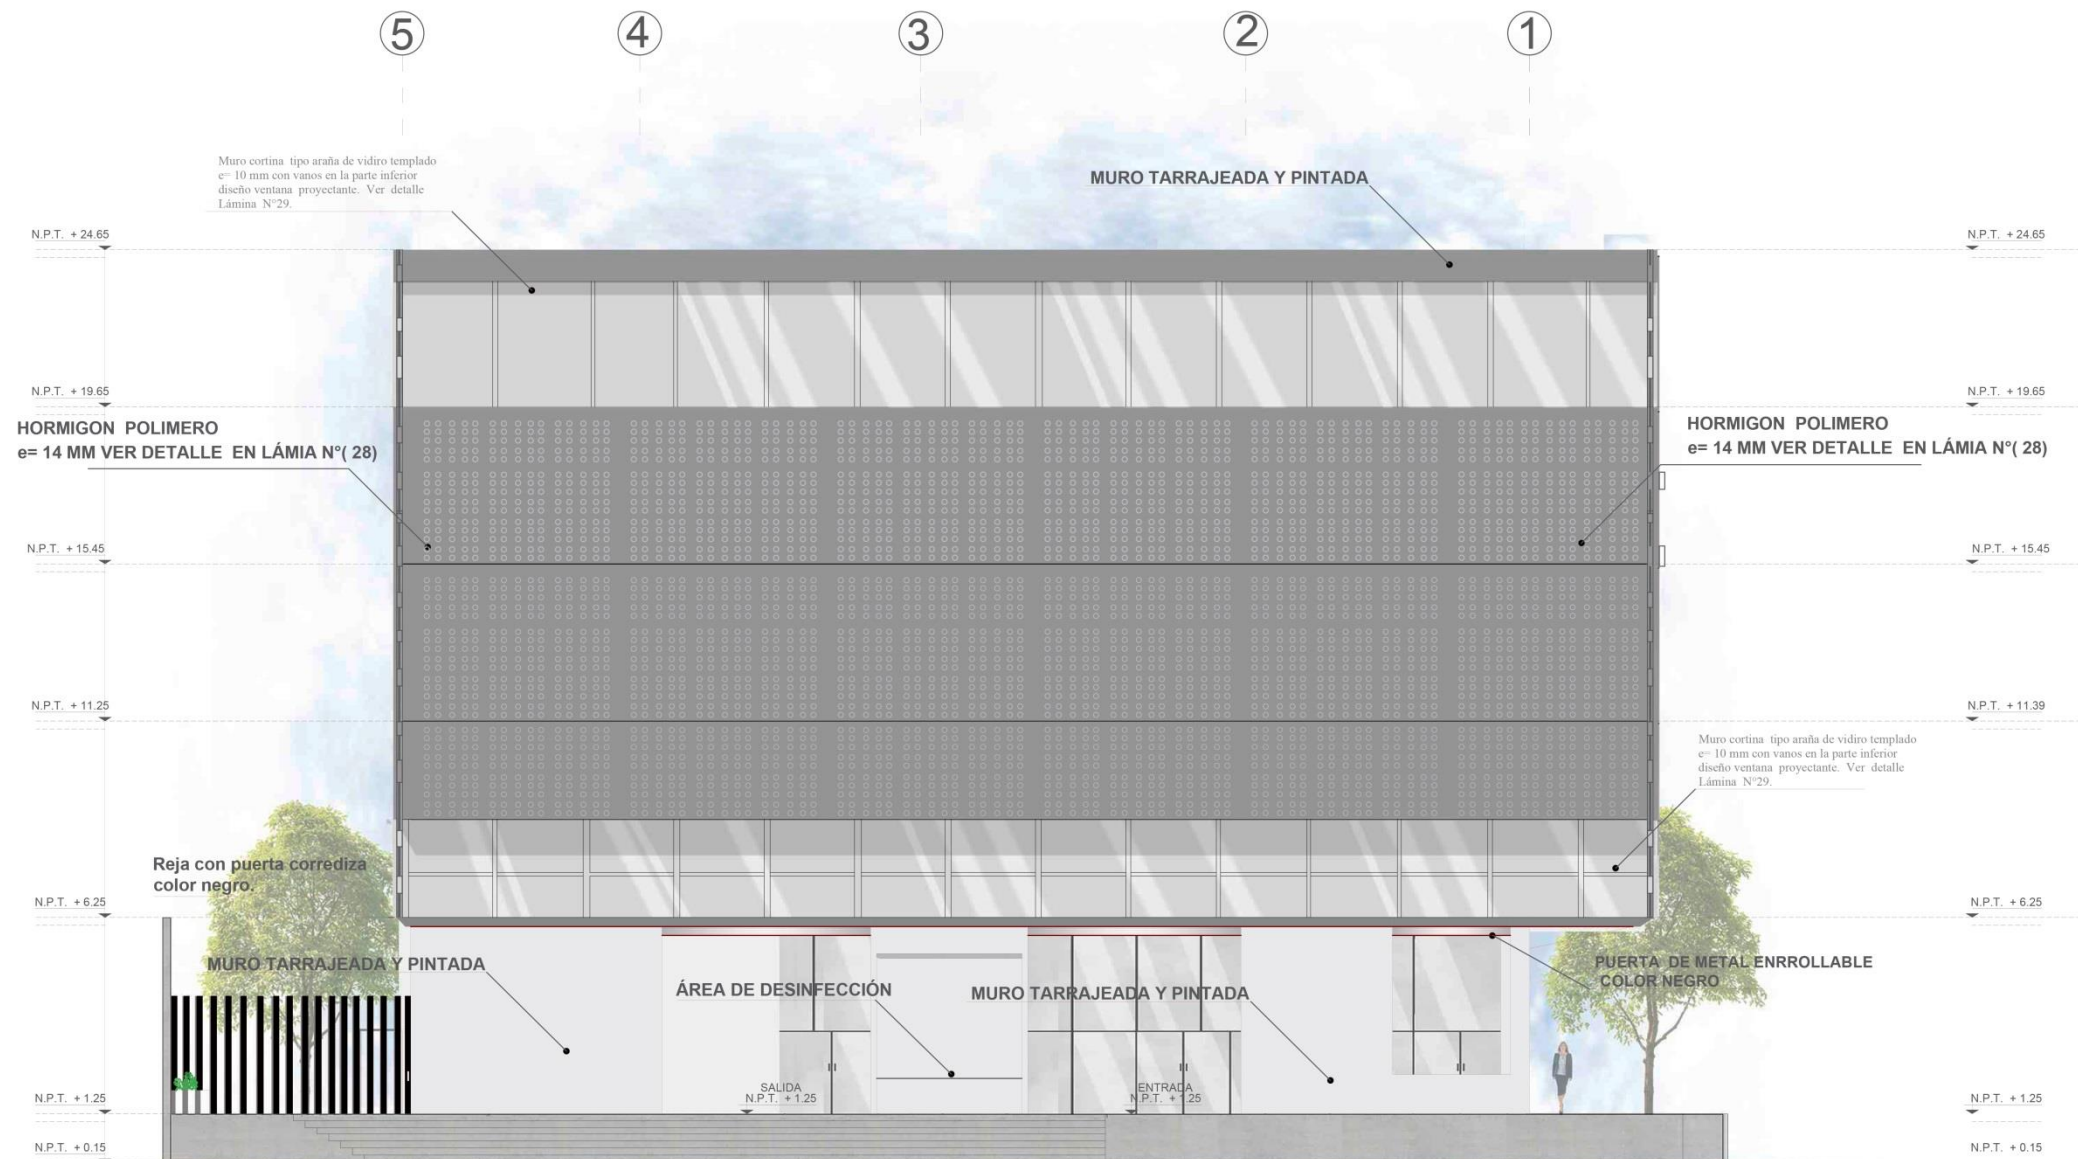 5 4 3 2 1
Muro cortina tipo araña de vidiro templado
e= 10 mm con vanos en la parte inferior
diseño ventana proyectante. Ver detalle
Lámina N°29.
MURO TARRAJEADA Y PINTADA
N.P.T. + 24.65
N.P.T. + 24.65
N.P.T. + 19.65
N.P.T. + 19.65
HORMIGON POLIMERO
e= 14 MM VER DETALLE EN LÁMIA N°( 28)
HORMIGON POLIMERO
e= 14 MM VER DETALLE EN LÁMIA N°( 28)
N.P.T. + 15.45
N.P.T. + 15.45
N.P.T. + 11.25
N.P.T. + 11.39
Muro cortina tipo araña de vidiro templado
e= 10 mm con vanos en la parte inferior
diseño ventana proyectante. Ver detalle
Lámina N°29.
Reja con puerta corrediza
color negro.
N.P.T. + 6.25
N.P.T. + 6.25
MURO TARRAJEADA Y PINTADA
ÁREA DE DESINFECCIÓN
MURO TARRAJEADA Y PINTADA
PUERTA DE METAL ENRROLLABLE
COLOR NEGRO
SALIDA
N.P.T. + 1.25
ENTRADA
N.P.T. + 1.25
N.P.T. + 1.25
N.P.T. + 1.25
N.P.T. + 0.15
N.P.T. + 0.15